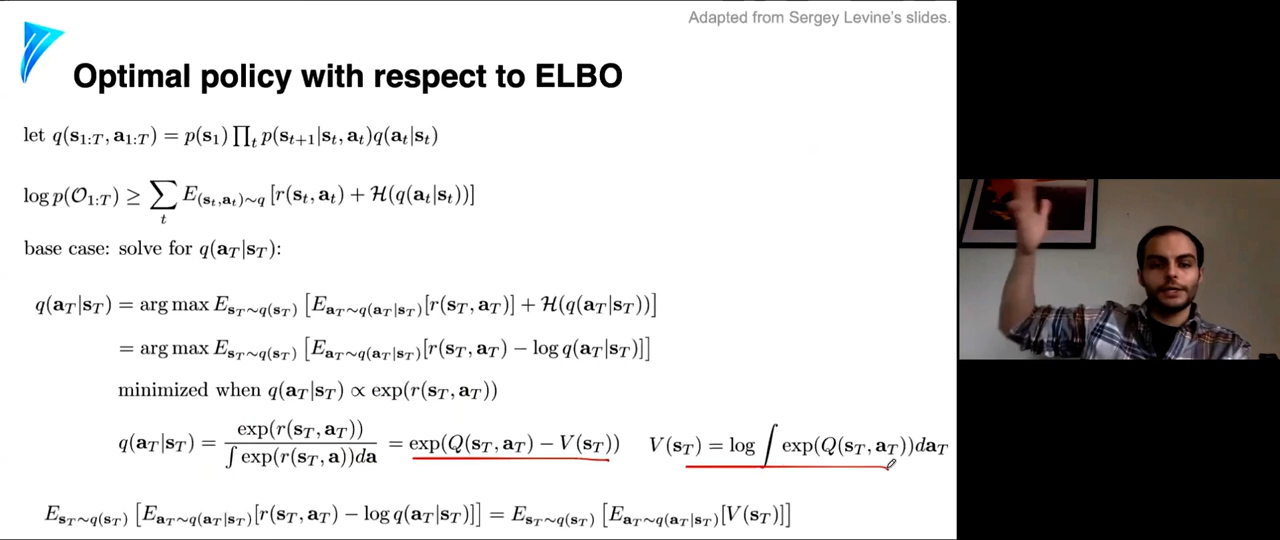 Adapted from Sergey Levine's slides.
Optimal policy with respect to ELBO
let q(s_{1:T}, a_{1:T}) = p(s_1) ∏_t p(s_{t+1}|s_t, a_t)q(a_t|s_t)
log p(𝒪_{1:T}) ≥ ∑_t E_{(s_t,a_t)∼q} [r(s_t, a_t) + ℋ(q(a_t|s_t))]
base case: solve for q(a_T|s_T):
q(a_T|s_T) = arg max E_{s_T∼q(s_T)} [E_{a_T∼q(a_T|s_T)}[r(s_T, a_T)] + ℋ(q(a_T|s_T))]
= arg max E_{s_T∼q(s_T)} [E_{a_T∼q(a_T|s_T)}[r(s_T, a_T) − log q(a_T|s_T)]]
minimized when q(a_T|s_T) ∝ exp(r(s_T, a_T))
q(a_T|s_T) = exp(r(s_T, a_T)) / ∫ exp(r(s_T, a))da = exp(Q(s_T, a_T) − V(s_T)) V(s_T) = log ∫ exp(Q(s_T, a_T))da_T
E_{s_T∼q(s_T)} [E_{a_T∼q(a_T|s_T)}[r(s_T, a_T) − log q(a_T|s_T)]] = E_{s_T∼q(s_T)} [E_{a_T∼q(a_T|s_T)}[V(s_T)]]